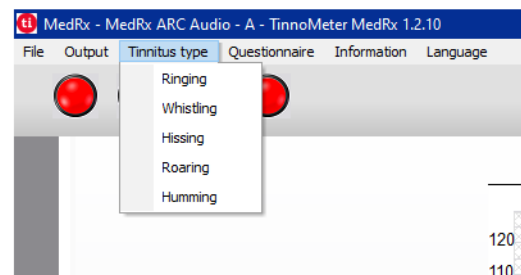 ti MedRx - MedRx ARC Audio - A - TinnoMeter MedRx 1.2.10
File Output Tinnitus type Questionnaire Information Language
Ringing
Whistling
Hissing
Roaring
Humming
120
110